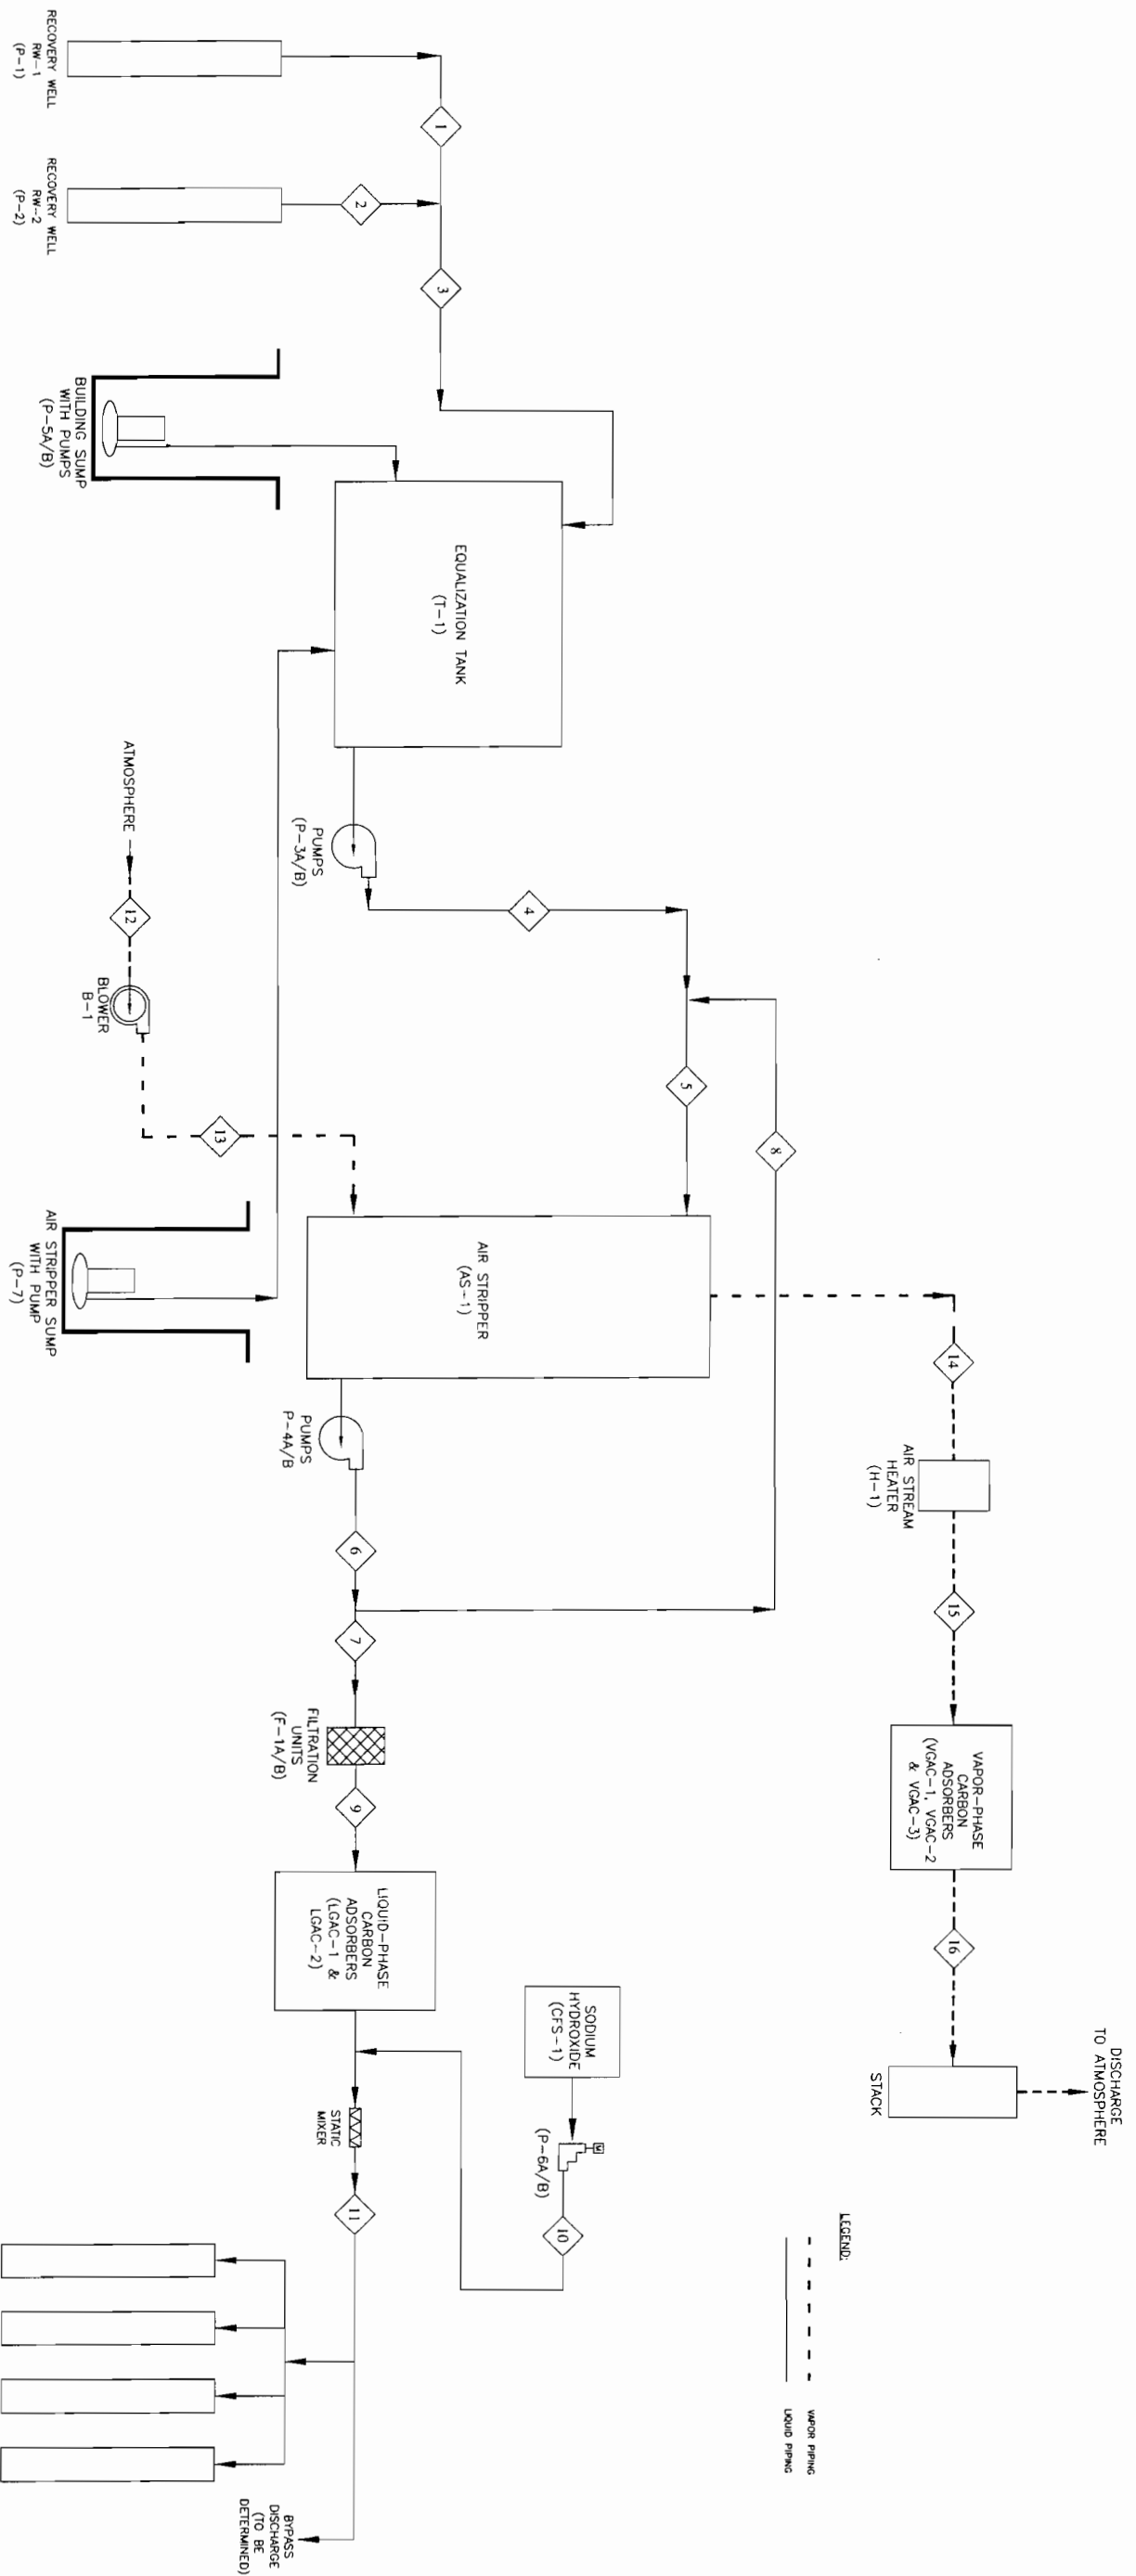 RECOVERY WELL
RW-1
(P-1)
RECOVERY WELL
RW-2
(P-2)
1
2
3
BUILDING SUMP
WITH PUMPS
(P-5A/B)
EQUALIZATION TANK
(T-1)
PUMPS
(P-3A/B)
ATMOSPHERE
12
BLOWER
B-1
13
4
5
8
AIR STRIPPER SUMP
WITH PUMP
(P-7)
AIR STRIPPER
(AS-1)
PUMPS
P-4A/B
6
7
14
AIR STREAM
HEATER
(H-1)
15
VAPOR-PHASE
CARBON
ADSORBERS
(VGAC-1, VGAC-2
& VGAC-3)
16
STACK
DISCHARGE
TO ATMOSPHERE
FILTRATION
UNITS
(F-1A/B)
9
LIQUID-PHASE
CARBON
ADSORBERS
(LGAC-1 &
LGAC-2)
SODIUM
HYDROXIDE
(CFS-1)
M
(P-6A/B)
10
STATIC
MIXER
11
BYPASS
DISCHARGE
(TO BE
DETERMINED)
LEGEND:
VAPOR PIPING
LIQUID PIPING